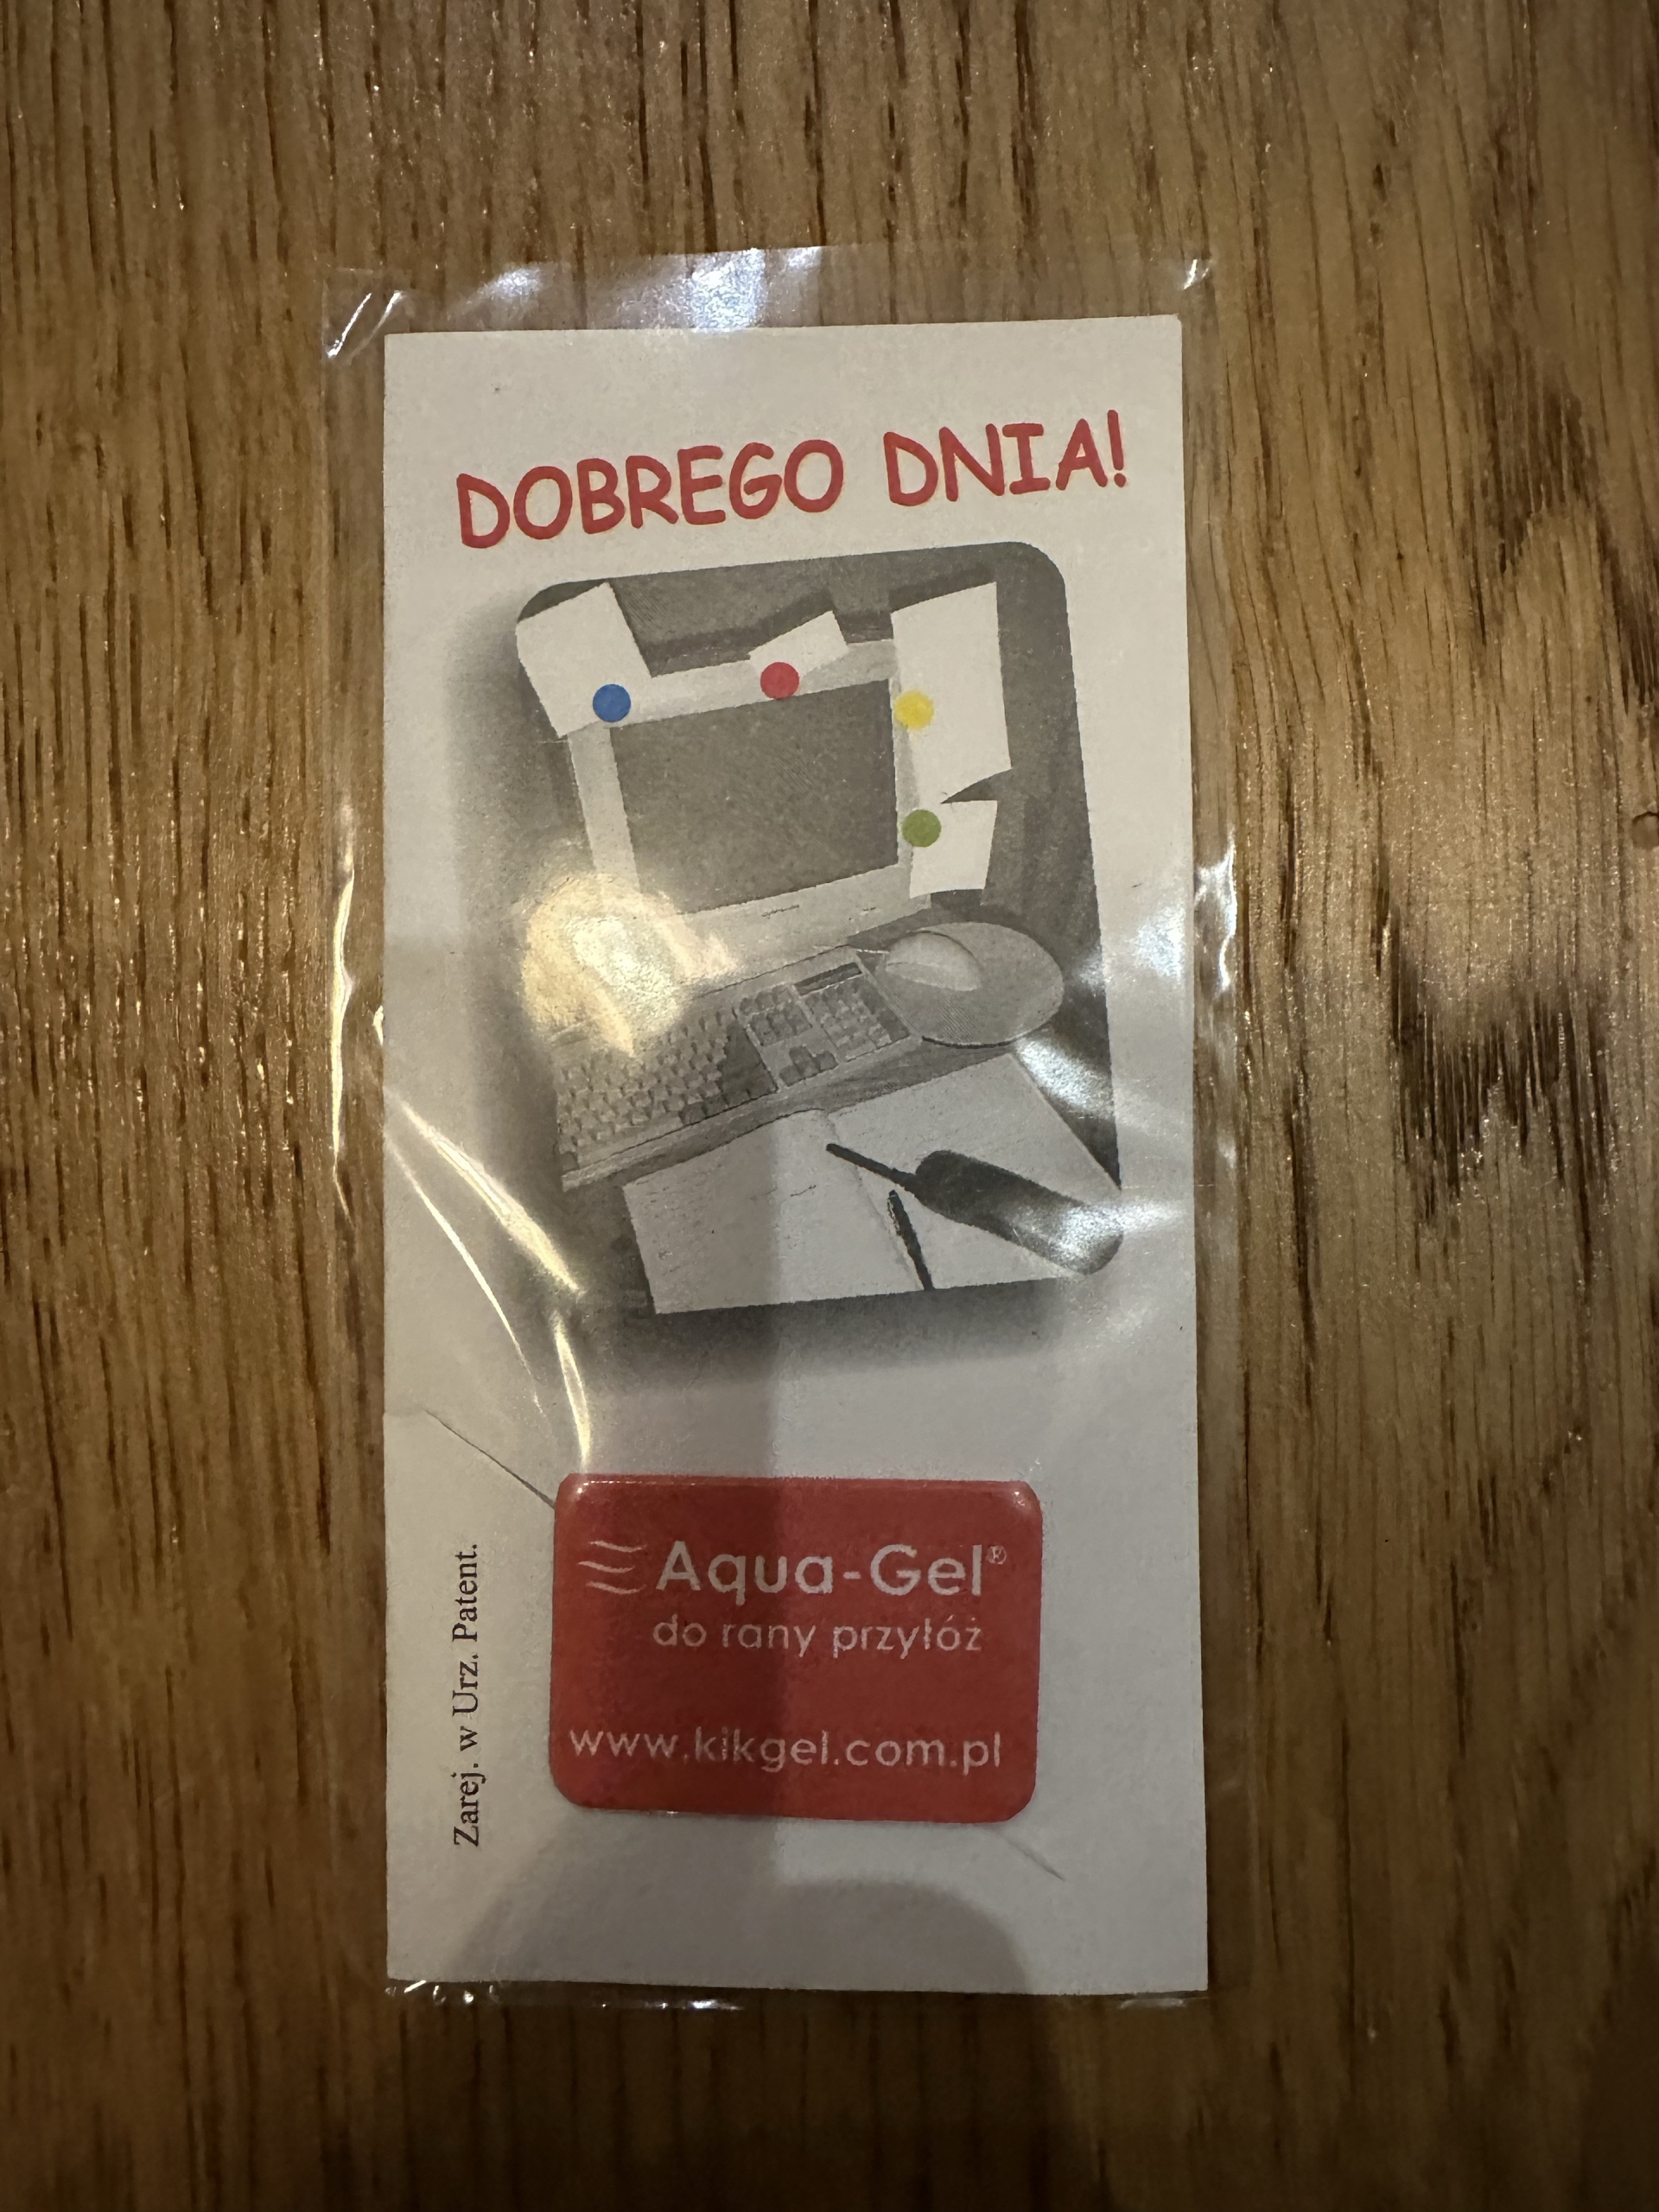 DOBREGO DNIA!
Zarej. w Urz. Patent.
Aqua-Gel®
do rany przyłóż
www.kikgel.com.pl